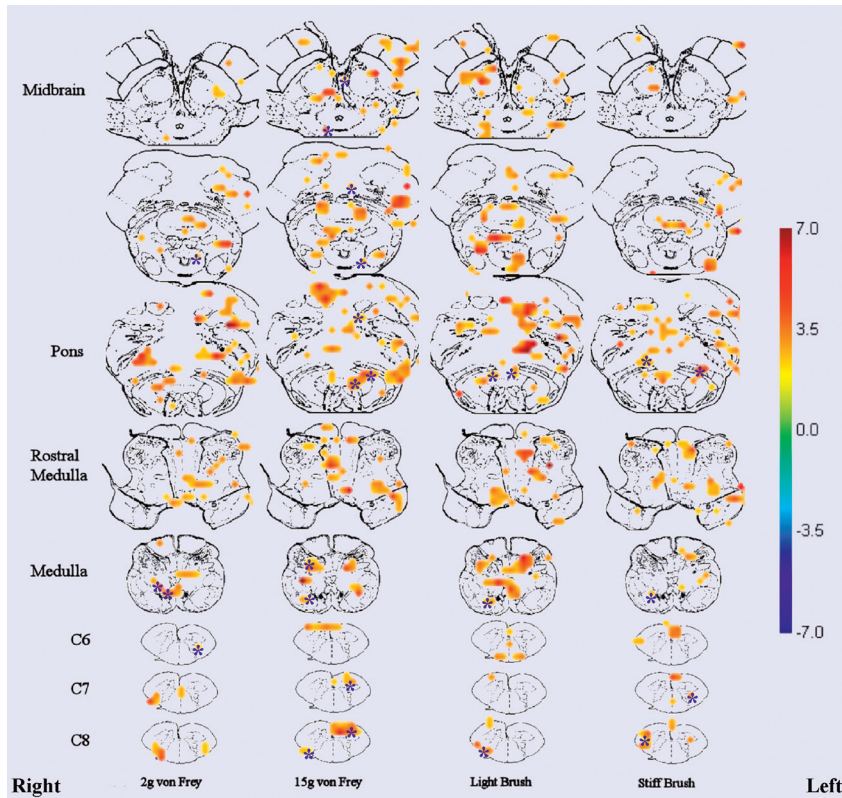 Midbrain
7.0
3.5
Pons
0.0
Rostral
Medulla
-3.5
Medulla
-7.0
C6
C7
C8
Right
2g von Frey
15g von Frey
Light Brush
Stiff Brush
Left